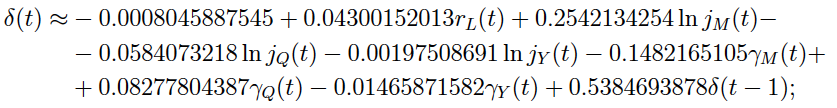 δ(t) ≈ − 0.0008045887545 + 0.04300152013r_L(t) + 0.2542134254 ln j_M(t)−
− 0.0584073218 ln j_Q(t) − 0.00197508691 ln j_Y(t) − 0.1482165105γ_M(t)+
+ 0.08277804387γ_Q(t) − 0.01465871582γ_Y(t) + 0.5384693878δ(t − 1);